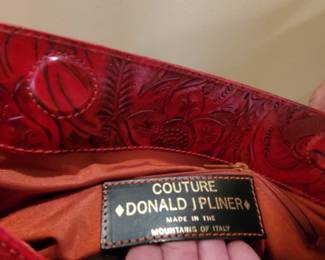 COUTURE
♦DONALD J PLINER♦
MADE IN THE
MOUNTAINS OF ITALY